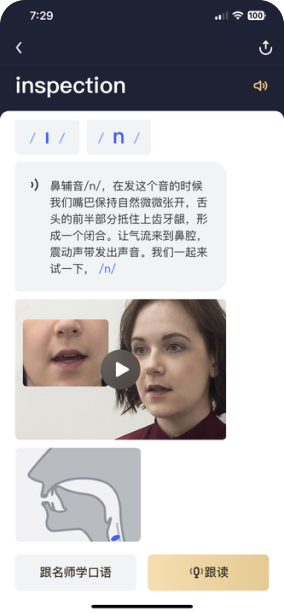 7:29
100
inspection
/ ɪ /
/ n /
鼻辅音/n/，在发这个音的时候
我们嘴巴保持自然微微张开，舌
头的前半部分抵住上齿牙龈，形
成一个闭合。让气流来到鼻腔，
震动声带发出声音。我们一起来
试一下， /n/
跟名师学口语
跟读